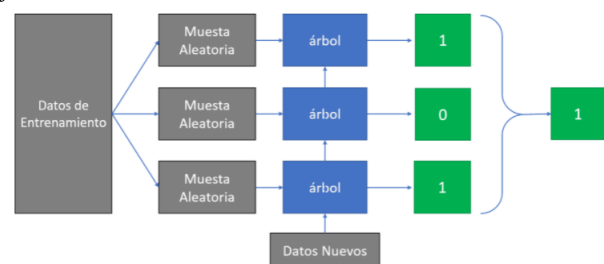 Muesta
Aleatoria
árbol
1
Datos de
Entrenamiento
Muesta
Aleatoria
árbol
0
1
Muesta
Aleatoria
árbol
1
Datos Nuevos